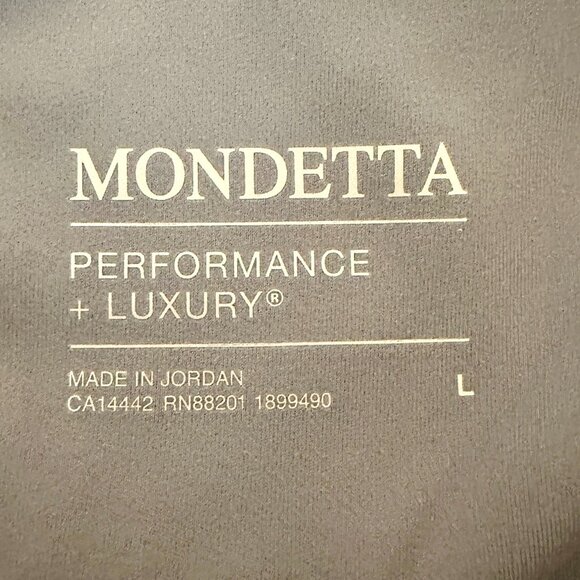 MONDETTA
PERFORMANCE
+ LUXURY®
MADE IN JORDAN
CA14442 RN88201 1899490
L